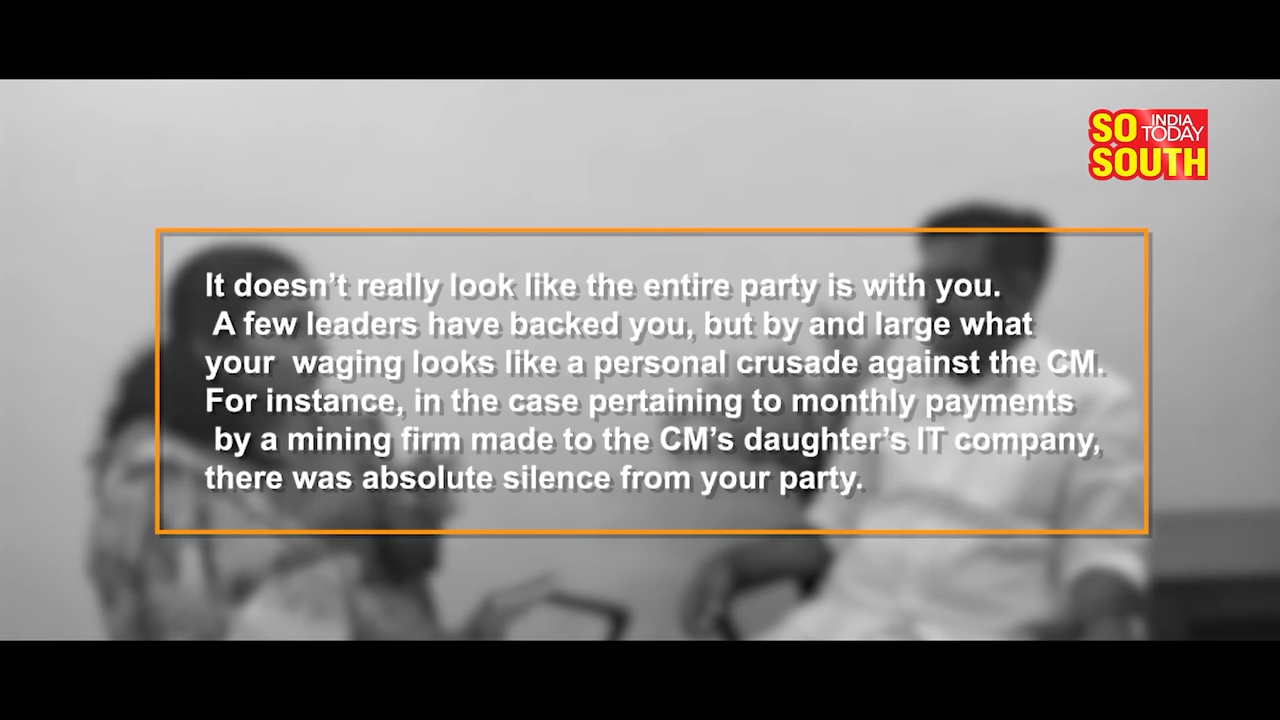 SO INDIA
TODAY
SOUTH
It doesn’t really look like the entire party is with you.
A few leaders have backed you, but by and large what
your waging looks like a personal crusade against the CM.
For instance, in the case pertaining to monthly payments
by a mining firm made to the CM’s daughter’s IT company,
there was absolute silence from your party.